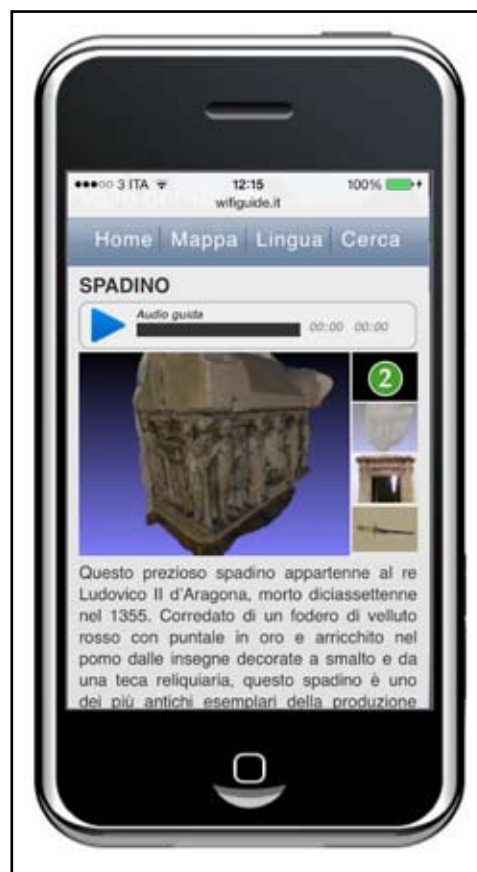 3 ITA 12:15 100%
wifiguide.it
Home Mappa Lingua Cerca
SPADINO
Audio guida
00:00 00:00
2
Questo prezioso spadino appartenne al re
Ludovico II d'Aragona, morto diciassettenne
nel 1355. Corredato di un fodero di velluto
rosso con puntale in oro e arricchito nel
pomo dalle insegne decorate a smalto e da
una teca reliquiaria, questo spadino è uno
dei più antichi esemplari della produzione